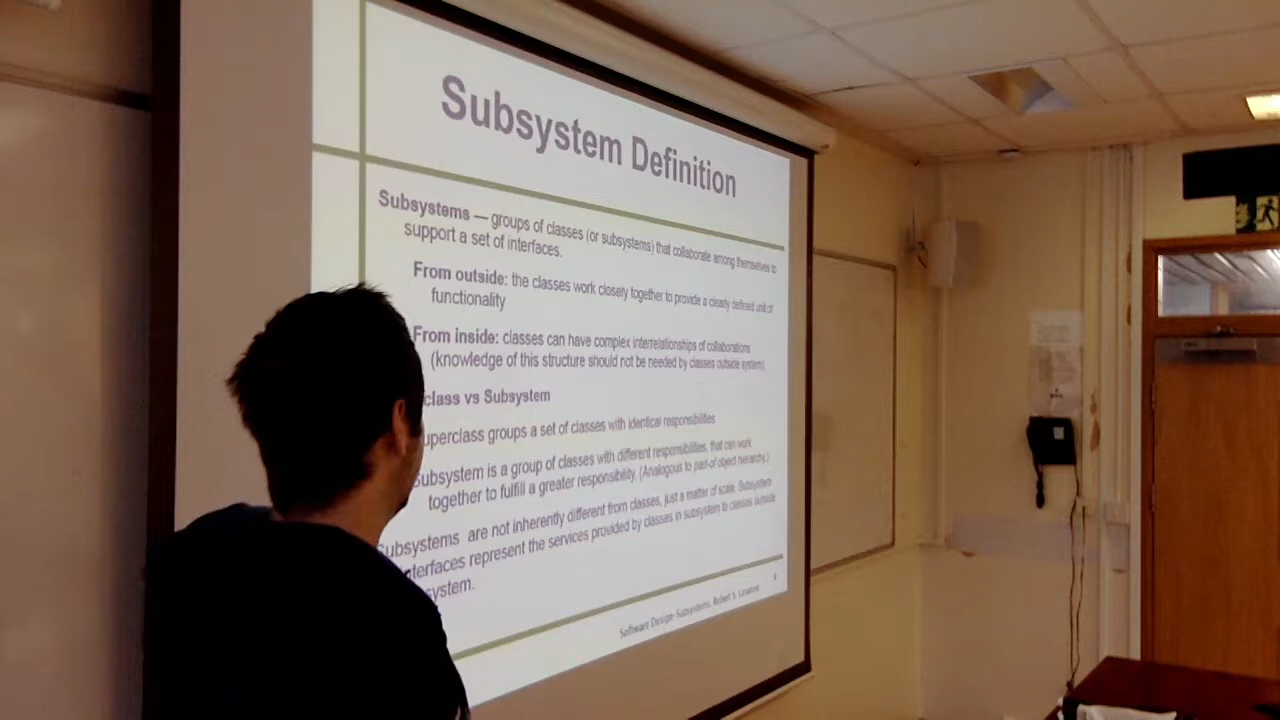 Subsystem Definition
Subsystems — groups of classes (or subsystems) that collaborate among themselves to
support a set of interfaces.
From outside: the classes work closely together to provide a clearly defined unit of
functionality
From inside: classes can have complex interrelationships of collaborations
(knowledge of this structure should not be needed by classes outside system).
class vs Subsystem
uperclass groups a set of classes with identical responsibilities
Subsystem is a group of classes with different responsibilities, that can work
together to fulfill a greater responsibility. (Analogous to part-of object hierarchy.)
Subsystems are not inherently different from classes, just a matter of scale. Subsystem
nterfaces represent the services provided by classes in subsystem to classes outside
system.
Software Design-Subsystems, Robert S.